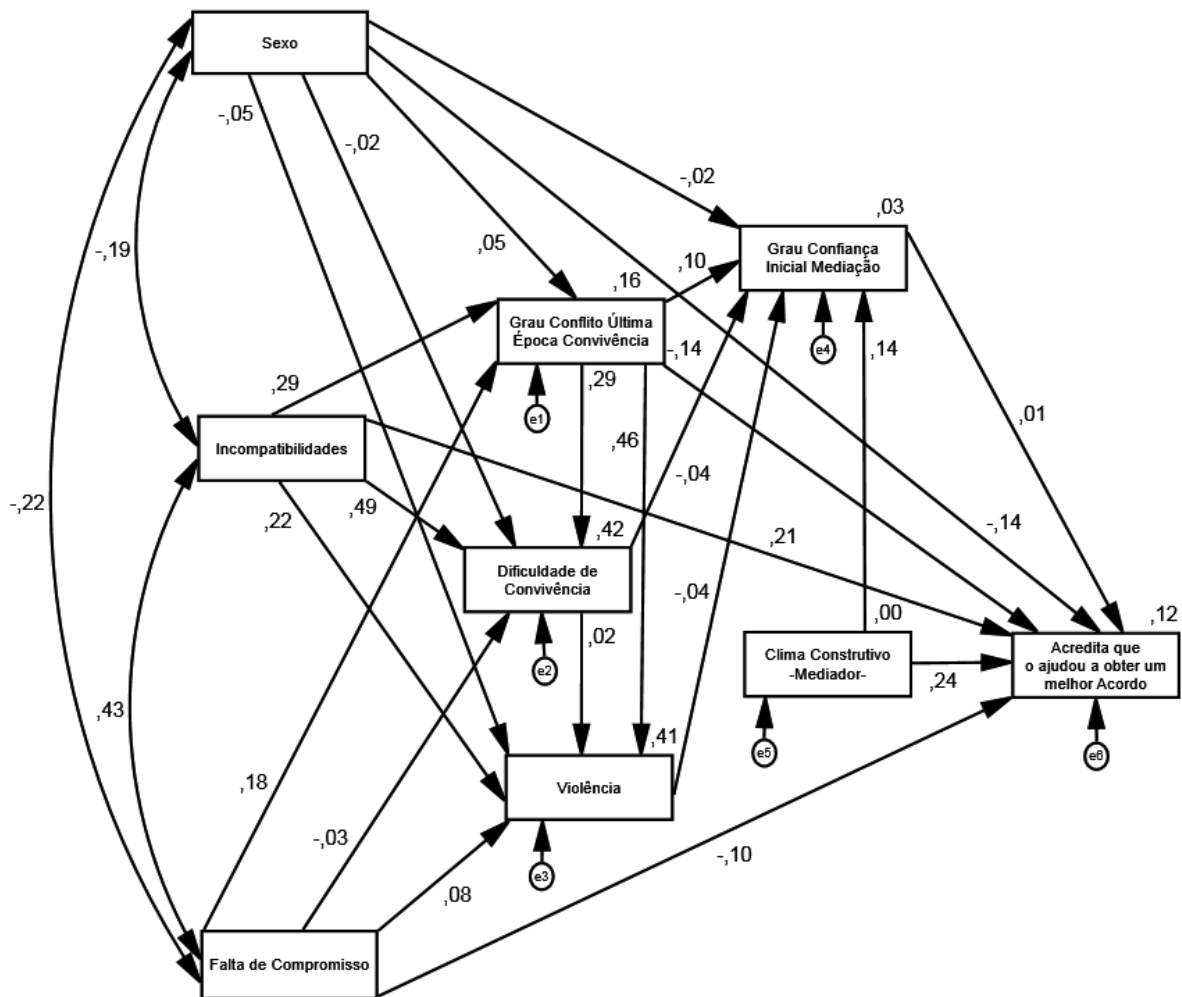 Sexo
-,05
-,02
-,02
,03
Grau Confiança
Inicial Mediação
-,19
,05
,10
,16
Grau Conflito Última
Época Convivência
e4
,14
-,14
,29
,29
e1
,01
Incompatibilidades
,46
-,04
-,22
,22
,49
,42
,21
-,14
Dificuldade de
Convivência
-,04
,00
,12
e2
,02
Clima Construtivo
-Mediador-
,24
Acredita que
o ajudou a obter um
melhor Acordo
,43
,41
e5
e6
,18
Violência
-,03
-,10
e3
,08
Falta de Compromisso